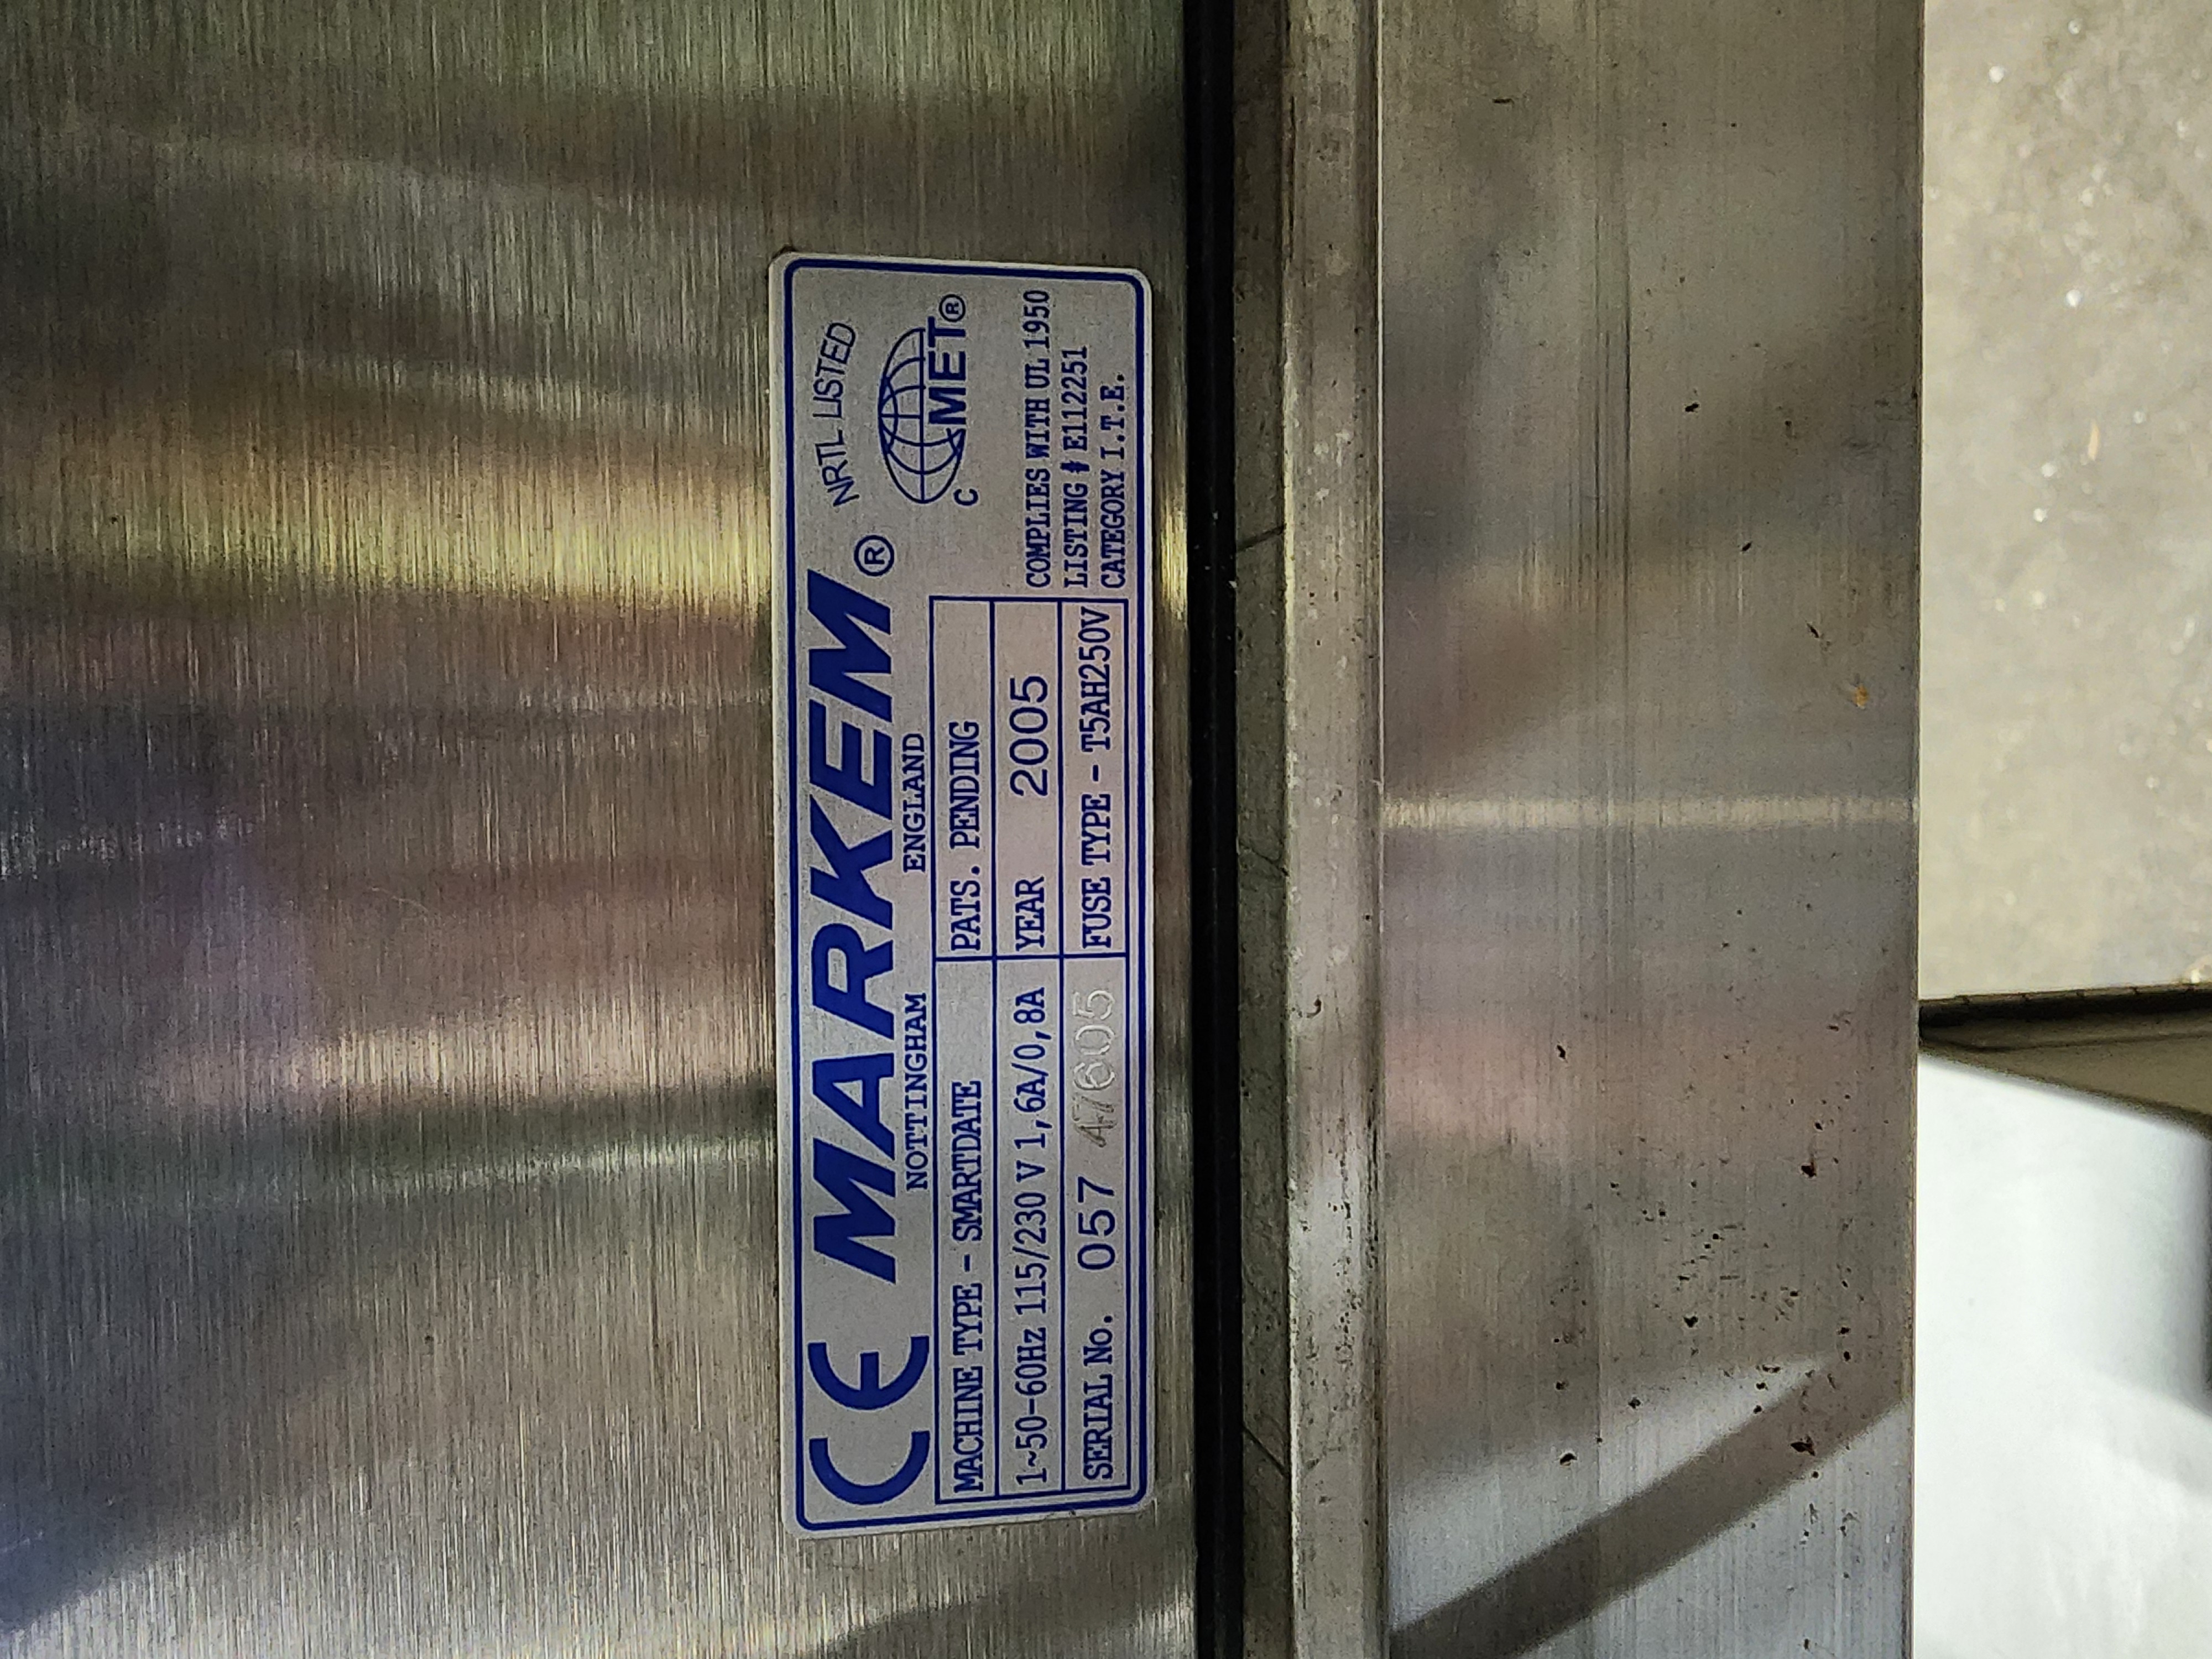 CE MARKEM®
NOTTINGHAM ENGLAND
MACHINE TYPE - SMARTDATE
PATS. PENDING
1~50-60Hz 115/230 V 1,6A/0,8A
YEAR 2005
SERIAL No. 057 47605
FUSE TYPE - T5AH250V
NRTL LISTED
C MET®
COMPLIES WITH UL 1950
LISTING # E112251
CATEGORY I.T.E.